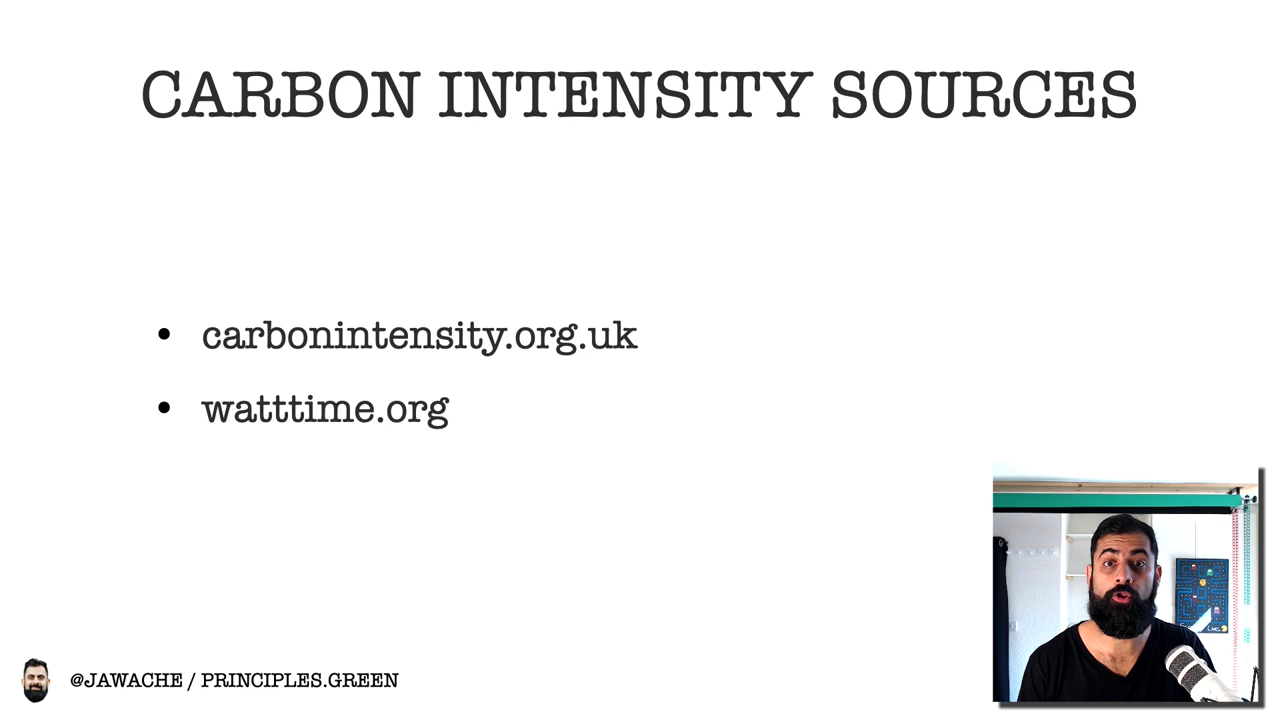 CARBON INTENSITY SOURCES
• carbonintensity.org.uk
• watttime.org
@JAWACHE / PRINCIPLES.GREEN